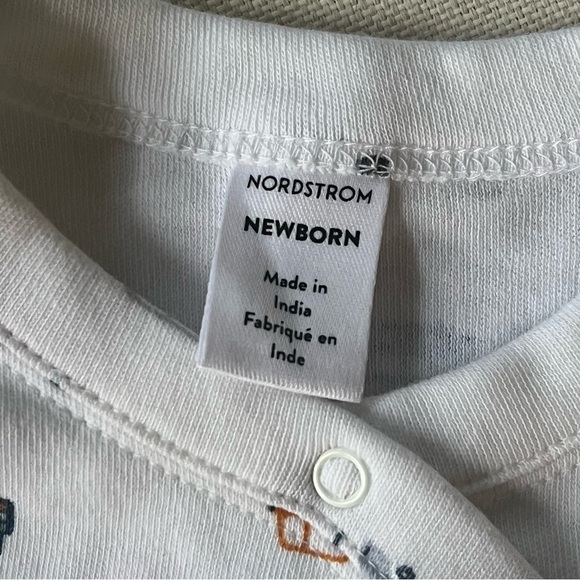 NORDSTROM
NEWBORN
Made in
India
Fabriqué en
Inde